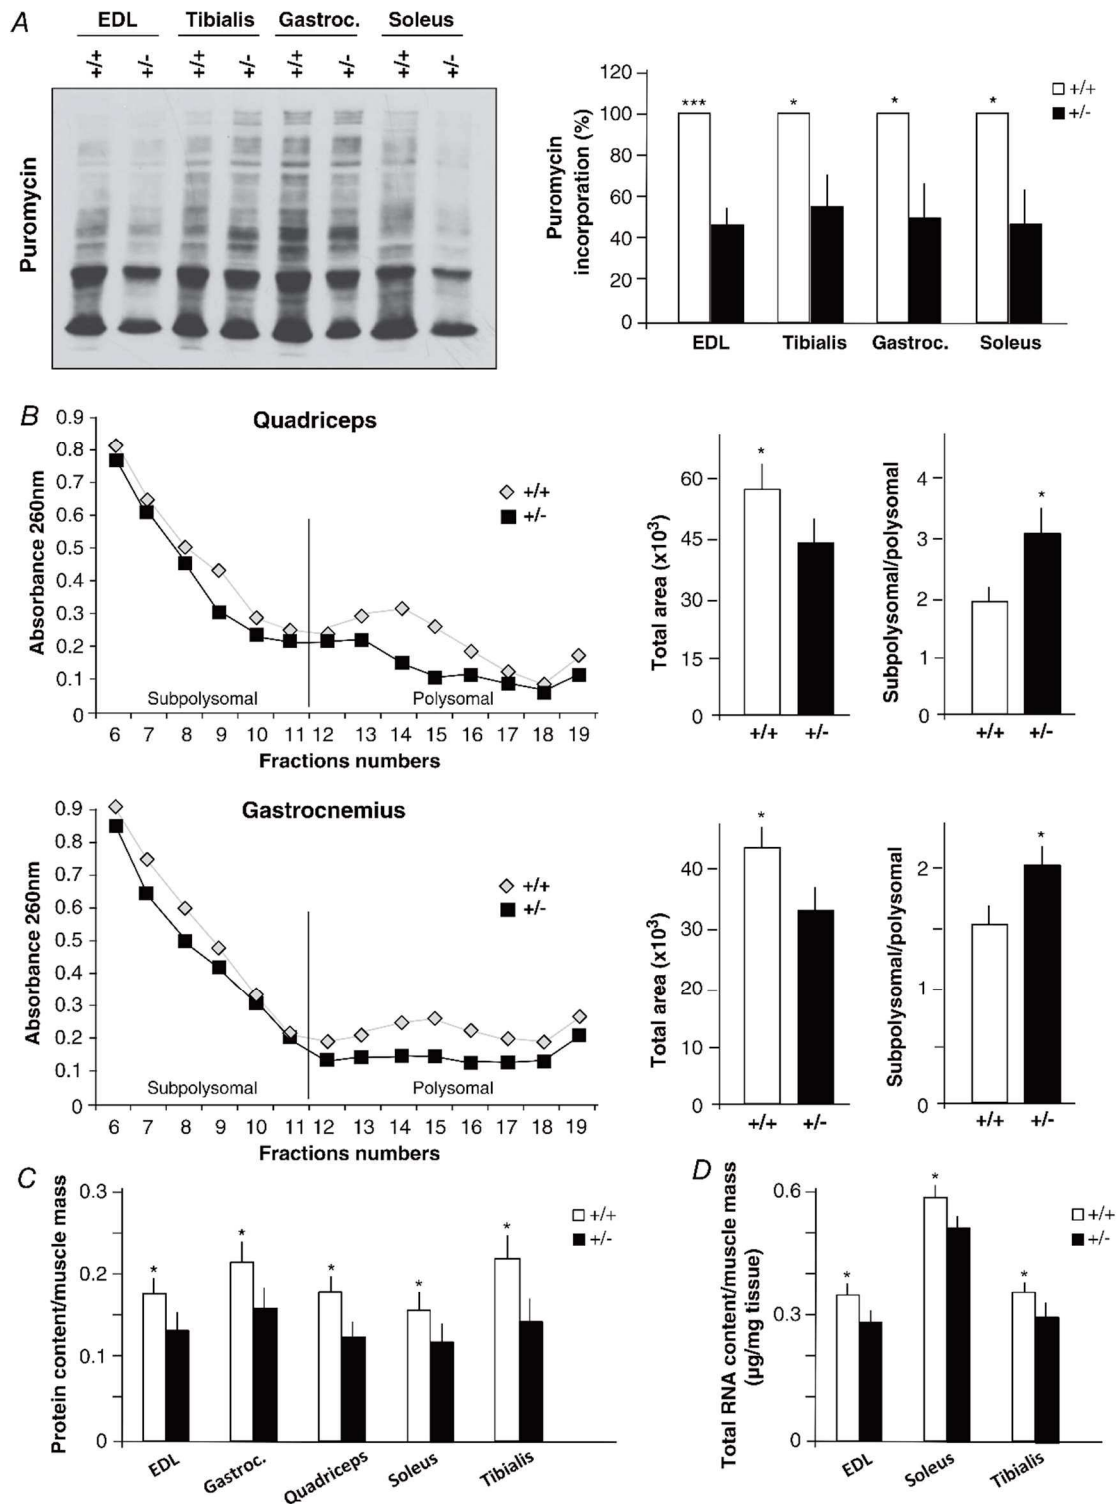 A
EDL Tibialis Gastroc. Soleus
+/+ +/- +/+ +/- +/+ +/- +/+ +/-
Puromycin
Puromycin
incorporation (%)
120
100
80
60
40
20
0
*** * * *
+/+
+/-
EDL Tibialis Gastroc. Soleus
B
Quadriceps
Absorbance 260nm
0.9
0.8
0.7
0.6
0.5
0.4
0.3
0.2
0.1
0
+/+
+/-
Subpolysomal Polysomal
6 7 8 9 10 11 12 13 14 15 16 17 18 19
Fractions numbers
Total area (x10³)
60
45
30
15
0
*
+/+ +/-
Subpolysomal/polysomal
4
3
2
1
0
*
+/+ +/-
Gastrocnemius
Absorbance 260nm
0.9
0.8
0.7
0.6
0.5
0.4
0.3
0.2
0.1
0
+/+
+/-
Subpolysomal Polysomal
6 7 8 9 10 11 12 13 14 15 16 17 18 19
Fractions numbers
Total area (x10³)
40
30
20
10
0
*
+/+ +/-
Subpolysomal/polysomal
2
1
0
*
+/+ +/-
C
Protein content/muscle mass
0.3
0.2
0.1
0
* * * * *
+/+
+/-
EDL Gastroc. Quadriceps Soleus Tibialis
D
Total RNA content/muscle mass
(µg/mg tissue)
0.6
0.3
0
* * *
+/+
+/-
EDL Soleus Tibialis